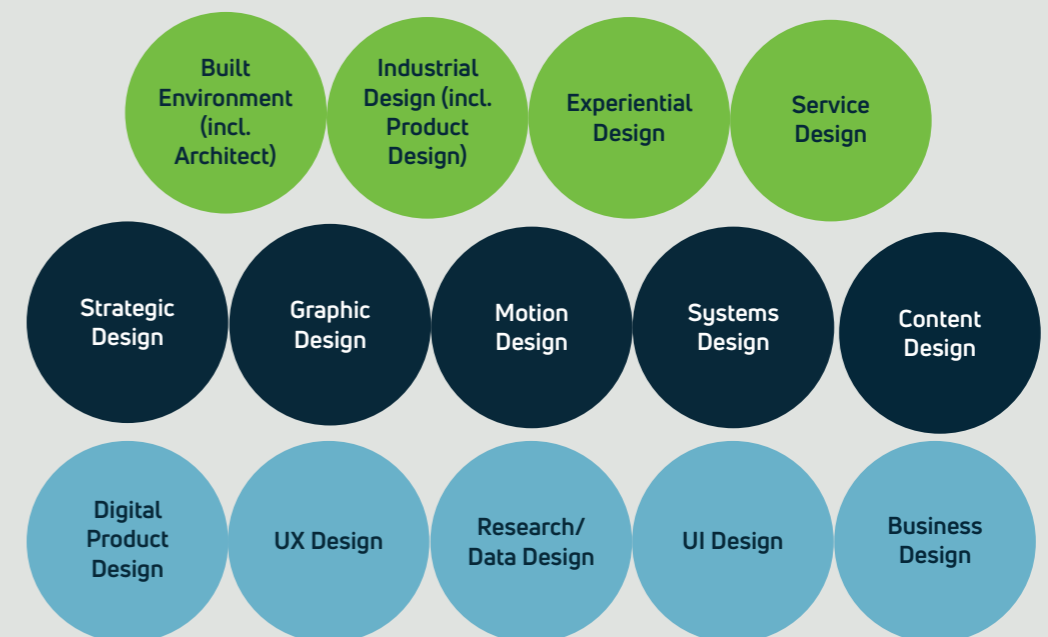 Built
Environment
(incl.
Architect)
Industrial
Design (incl.
Product
Design)
Experiential
Design
Service
Design
Strategic
Design
Graphic
Design
Motion
Design
Systems
Design
Content
Design
Digital
Product
Design
UX Design
Research/
Data Design
UI Design
Business
Design